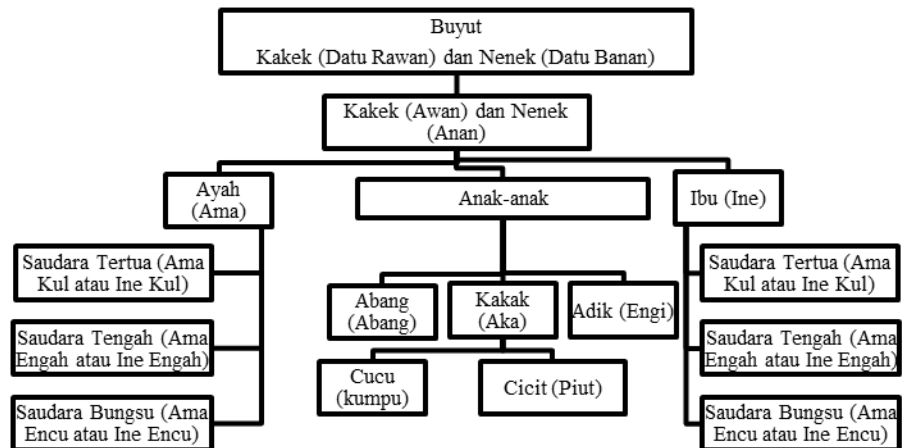 Buyut
Kakek (Datu Rawan) dan Nenek (Datu Banan)
Kakek (Awan) dan Nenek
(Anan)
Ayah
(Ama)
Anak-anak
Ibu (Ine)
Saudara Tertua (Ama
Kul atau Ine Kul)
Saudara Tengah (Ama
Engah atau Ine Engah)
Saudara Bungsu (Ama
Encu atau Ine Encu)
Abang
(Abang)
Kakak
(Aka)
Adik (Engi)
Cucu
(kumpu)
Cicit (Piut)
Saudara Tertua (Ama
Kul atau Ine Kul)
Saudara Tengah (Ama
Engah atau Ine Engah)
Saudara Bungsu (Ama
Encu atau Ine Encu)